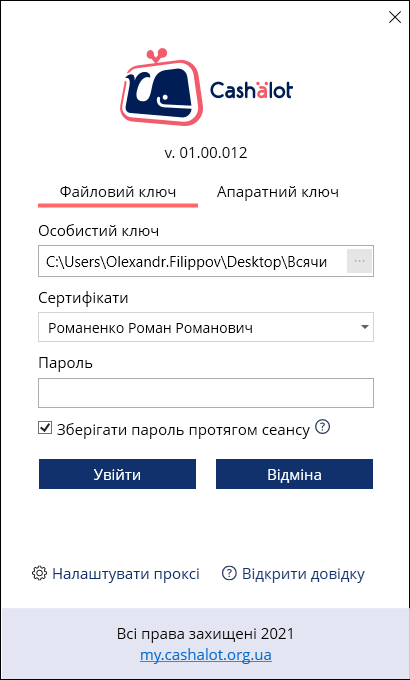 Cashälot
v. 01.00.012
Файловий ключ Апаратний ключ
Особистий ключ
C:\Users\Olexandr.Filippov\Desktop\Всячи ...
Сертифікати
Романенко Роман Романович
Пароль
Зберігати пароль протягом сеансу ?
Увійти Відміна
Налаштувати проксі ? Відкрити довідку
Всі права захищені 2021
my.cashalot.org.ua